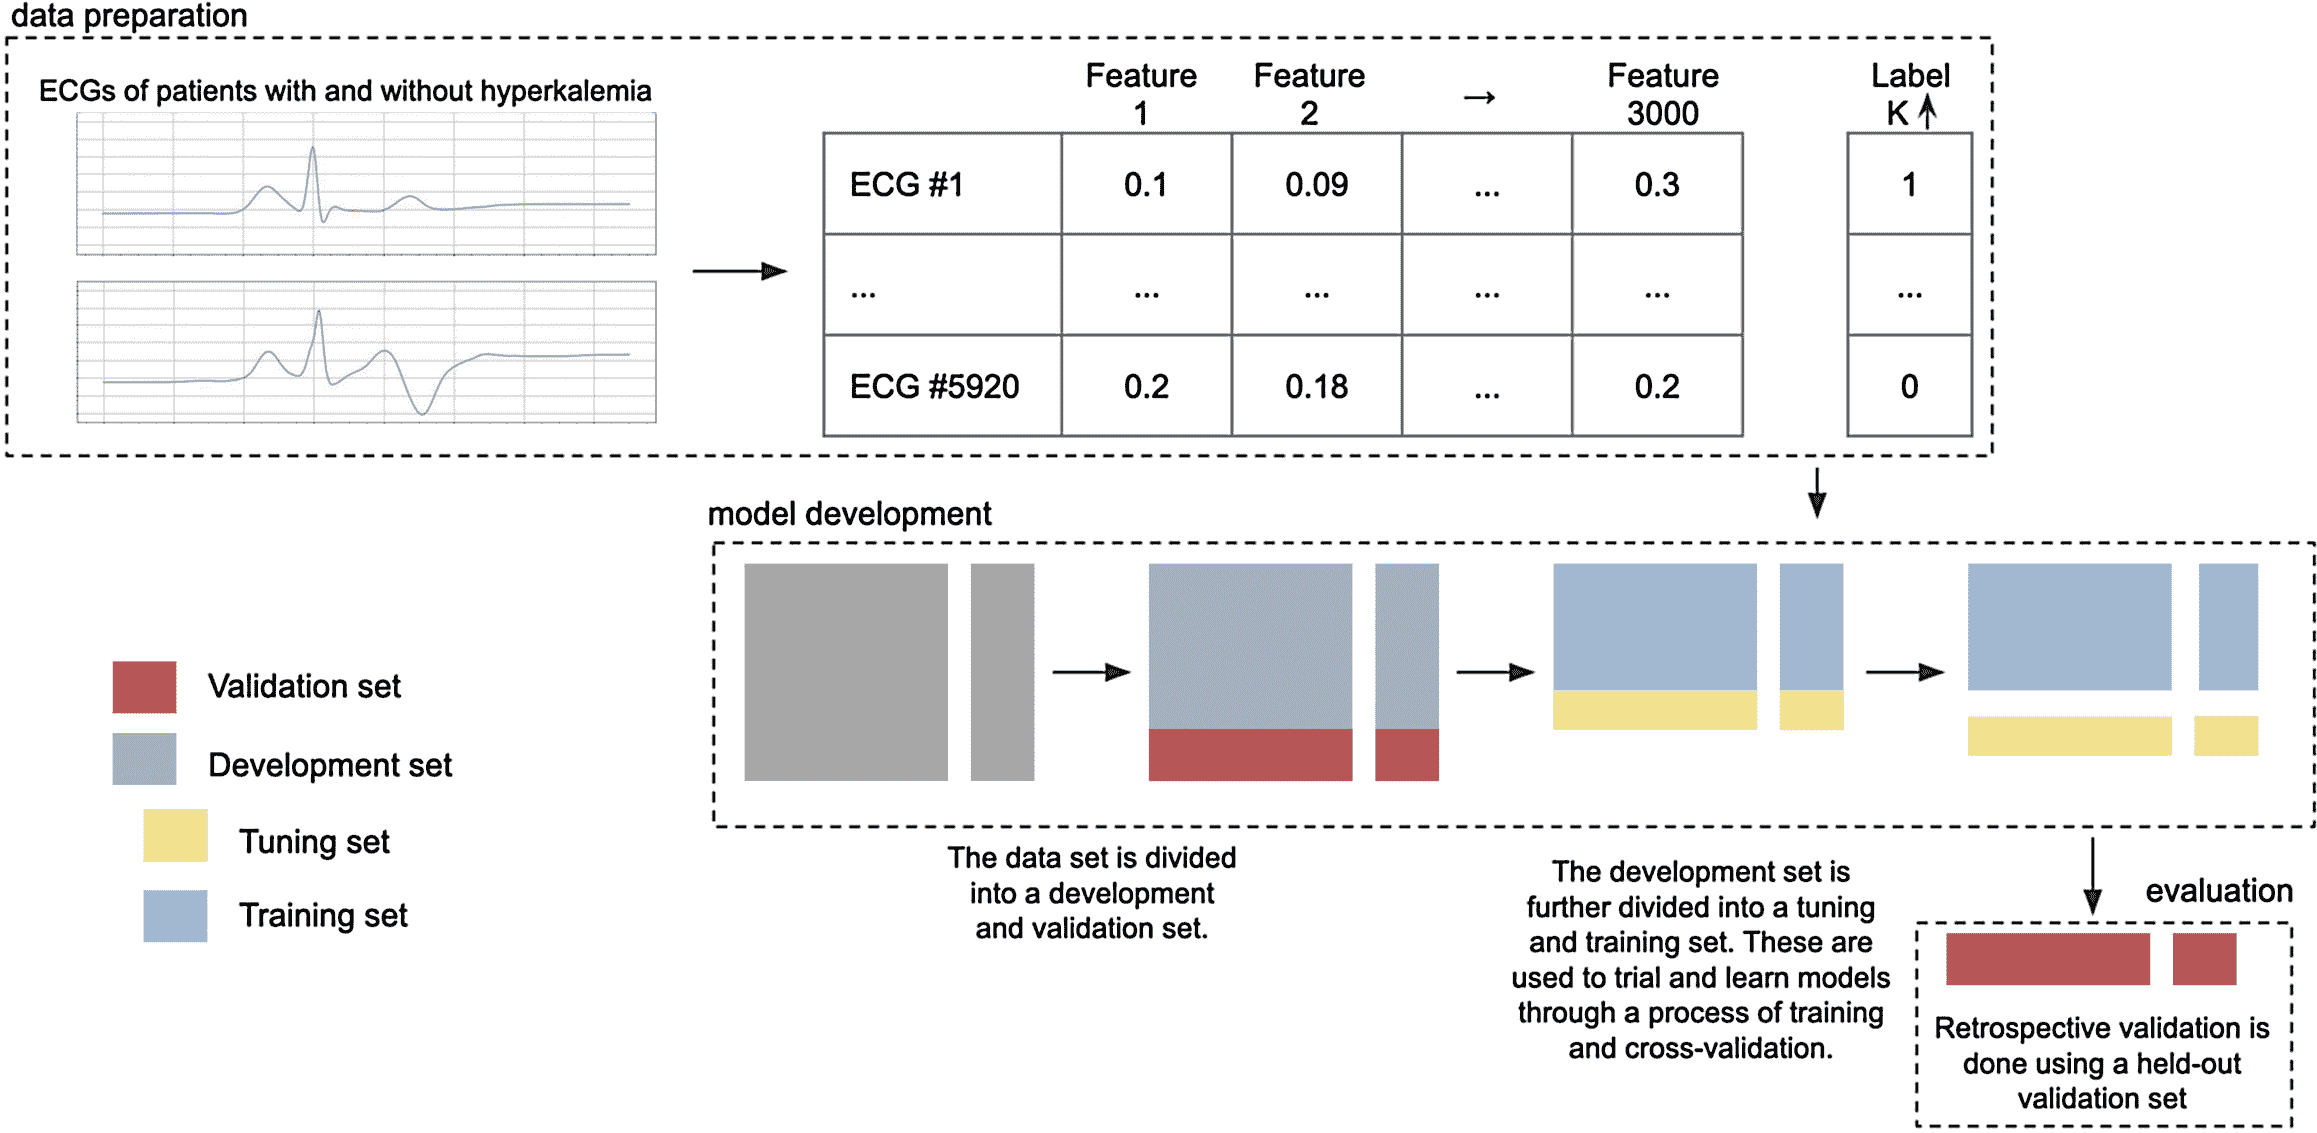 data preparation
ECGs of patients with and without hyperkalemia
Feature Feature → Feature Label
1 2 3000 K ↑
ECG #1 0.1 0.09 ... 0.3 1
... ... ... ... ... ...
ECG #5920 0.2 0.18 ... 0.2 0
model development
Validation set
Development set
Tuning set
Training set
The data set is divided
into a development
and validation set.
The development set is
further divided into a tuning
and training set. These are
used to trial and learn models
through a process of training
and cross-validation.
evaluation
Retrospective validation is
done using a held-out
validation set